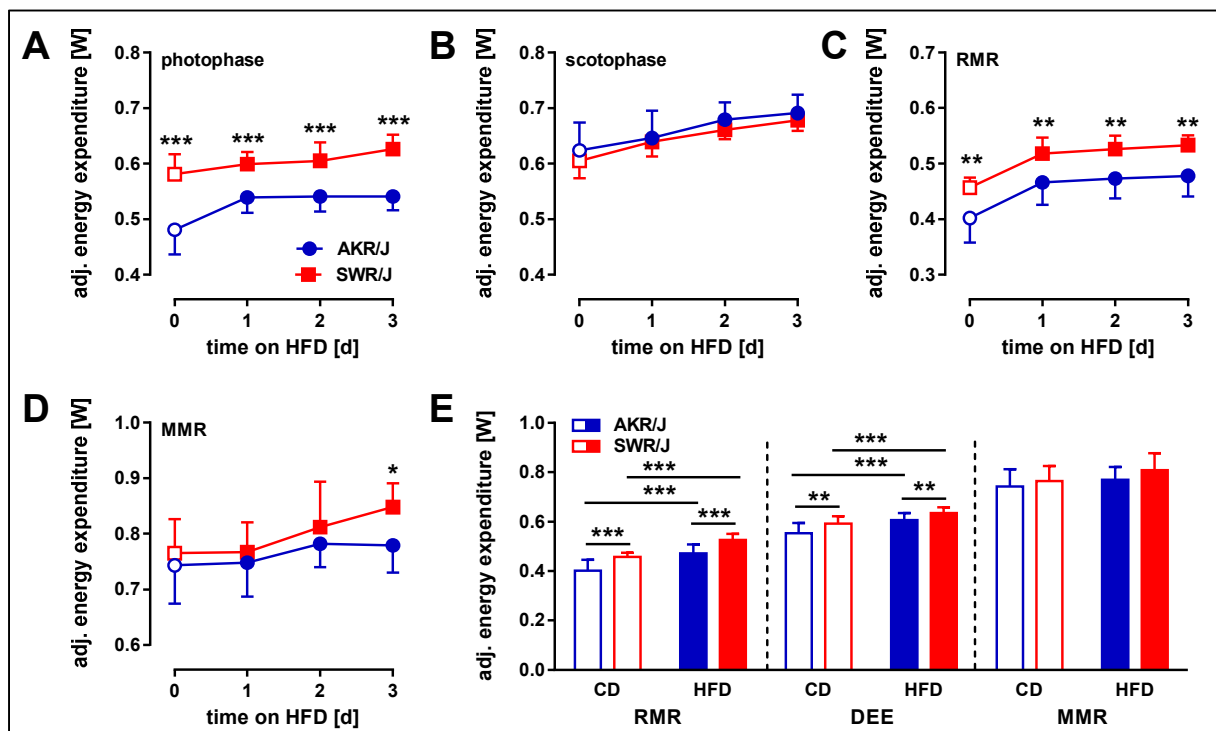 A
adj. energy expenditure [W]
photophase
0.8
0.7
0.6
0.5
0.4
***
***
***
***
AKR/J
SWR/J
0
1
2
3
time on HFD [d]
B
adj. energy expenditure [W]
scotophase
0.8
0.7
0.6
0.5
0.4
0
1
2
3
time on HFD [d]
C
adj. energy expenditure [W]
RMR
0.7
0.6
0.5
0.4
0.3
**
**
**
**
0
1
2
3
time on HFD [d]
D
adj. energy expenditure [W]
MMR
1.0
0.9
0.8
0.7
0.6
*
0
1
2
3
time on HFD [d]
E
adj. energy expenditure [W]
1.0
0.8
0.6
0.4
0.2
0.0
AKR/J
SWR/J
***
***
***
***
***
***
**
**
CD
HFD
CD
HFD
CD
HFD
RMR
DEE
MMR